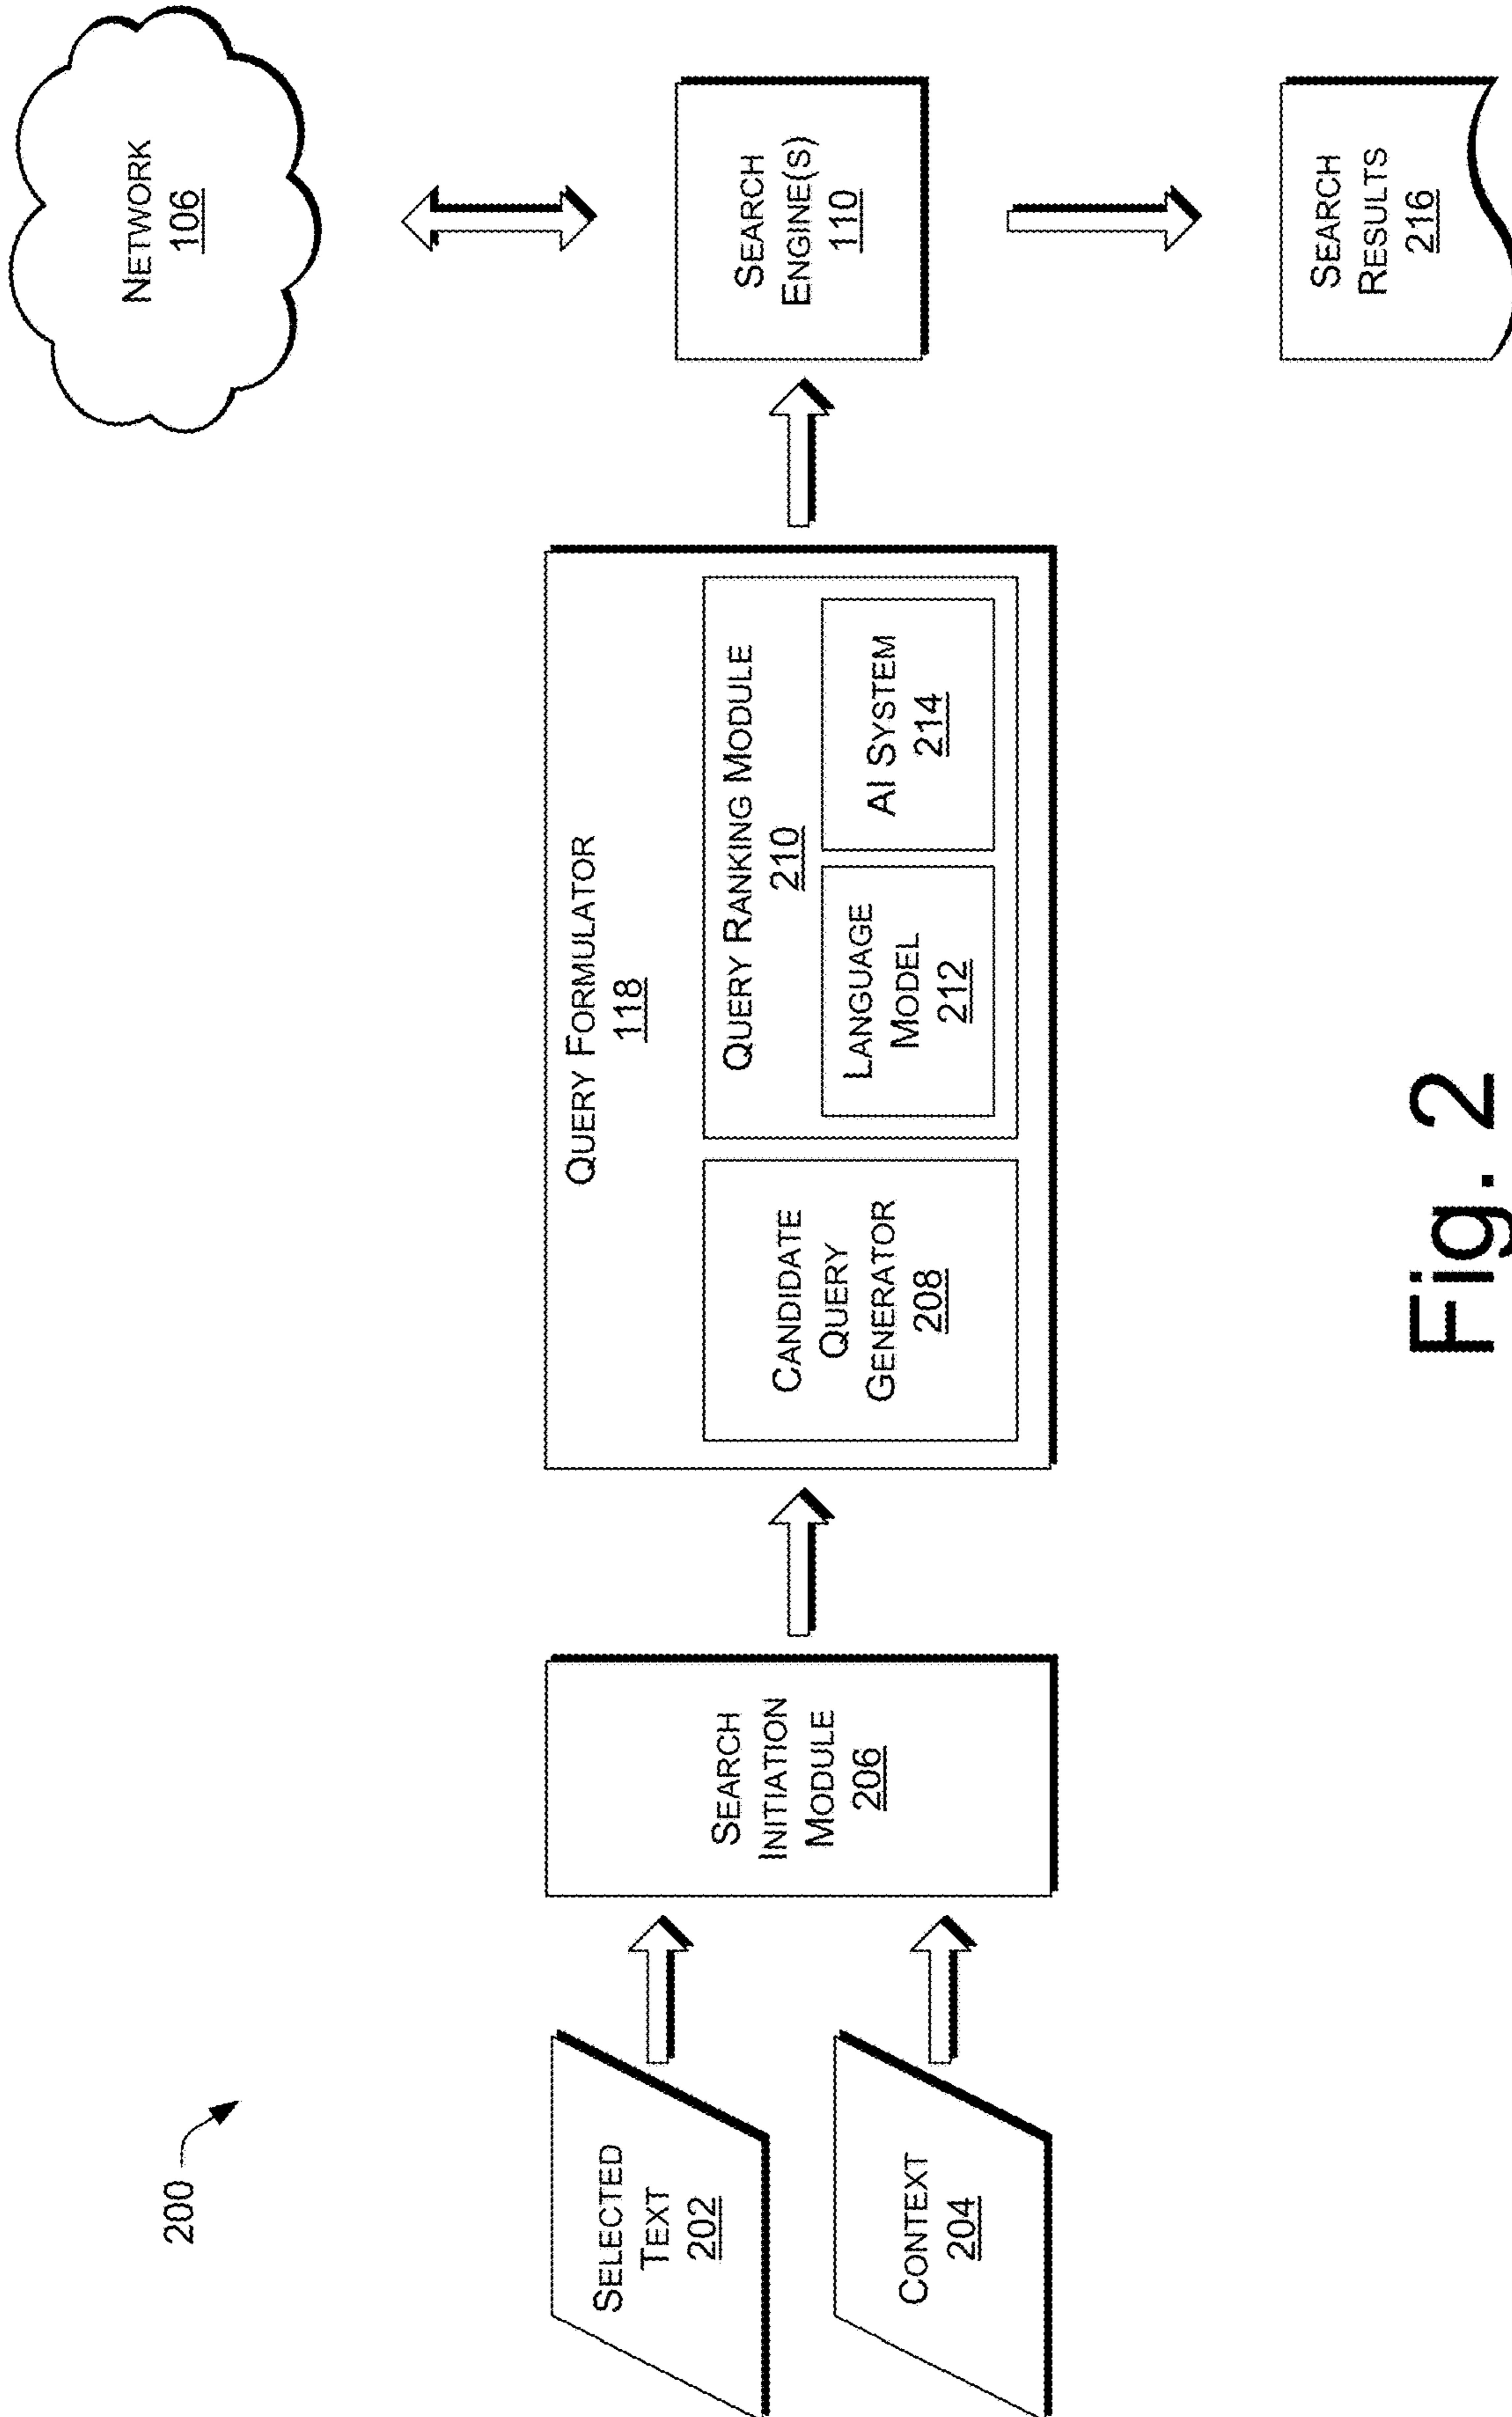 200
SELECTED
TEXT
202
CONTEXT
204
SEARCH
INITIATION
MODULE
206
QUERY FORMULATOR
118
CANDIDATE
QUERY
GENERATOR
208
QUERY RANKING MODULE
210
LANGUAGE
MODEL
212
AI SYSTEM
214
NETWORK
106
SEARCH
ENGINE(S)
110
SEARCH
RESULTS
216
Fig. 2